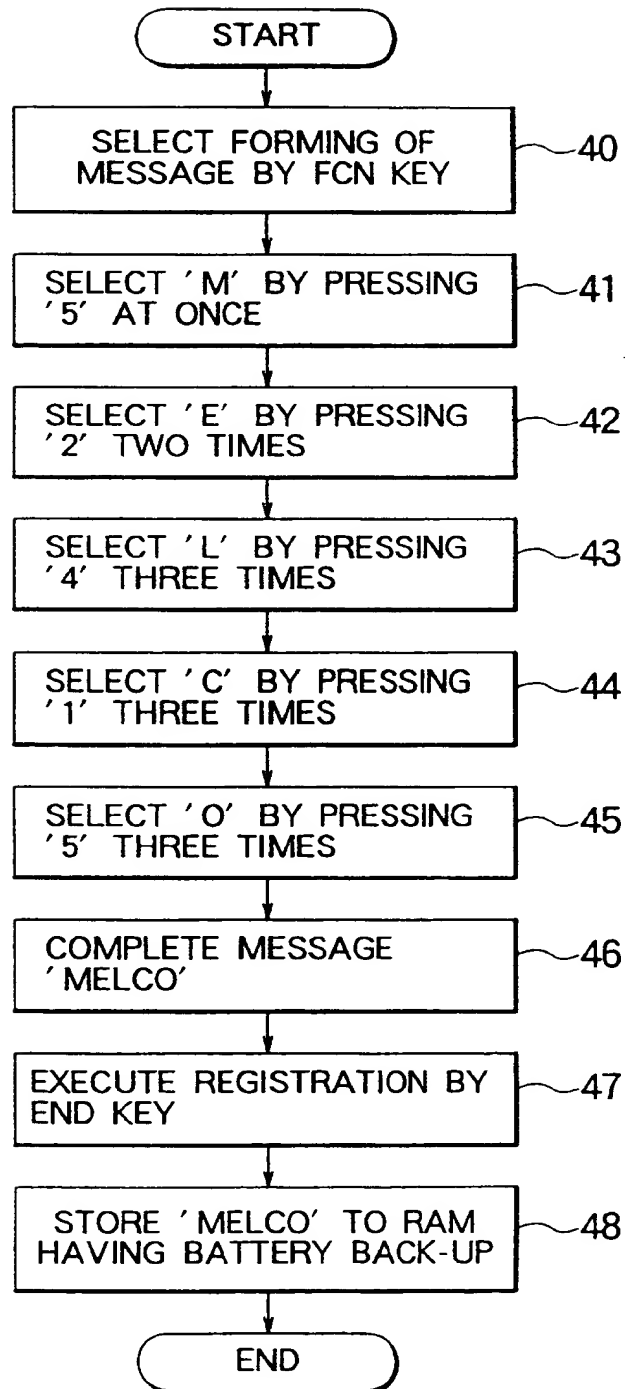 START
SELECT FORMING OF
MESSAGE BY FCN KEY
40
SELECT 'M' BY PRESSING
'5' AT ONCE
41
SELECT 'E' BY PRESSING
'2' TWO TIMES
42
SELECT 'L' BY PRESSING
'4' THREE TIMES
43
SELECT 'C' BY PRESSING
'1' THREE TIMES
44
SELECT 'O' BY PRESSING
'5' THREE TIMES
45
COMPLETE MESSAGE
'MELCO'
46
EXECUTE REGISTRATION BY
END KEY
47
STORE 'MELCO' TO RAM
HAVING BATTERY BACK-UP
48
END